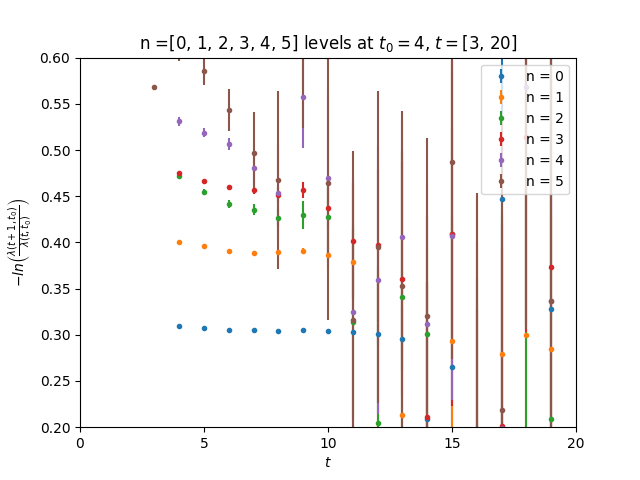 n =[0, 1, 2, 3, 4, 5] levels at t₀ = 4, t = [3, 20]
n = 0
n = 1
n = 2
n = 3
n = 4
n = 5
0.60
0.55
0.50
0.45
0.40
0.35
0.30
0.25
0.20
−ln(λ(t+1, t₀)/λ(t, t₀))
0
5
10
15
20
t